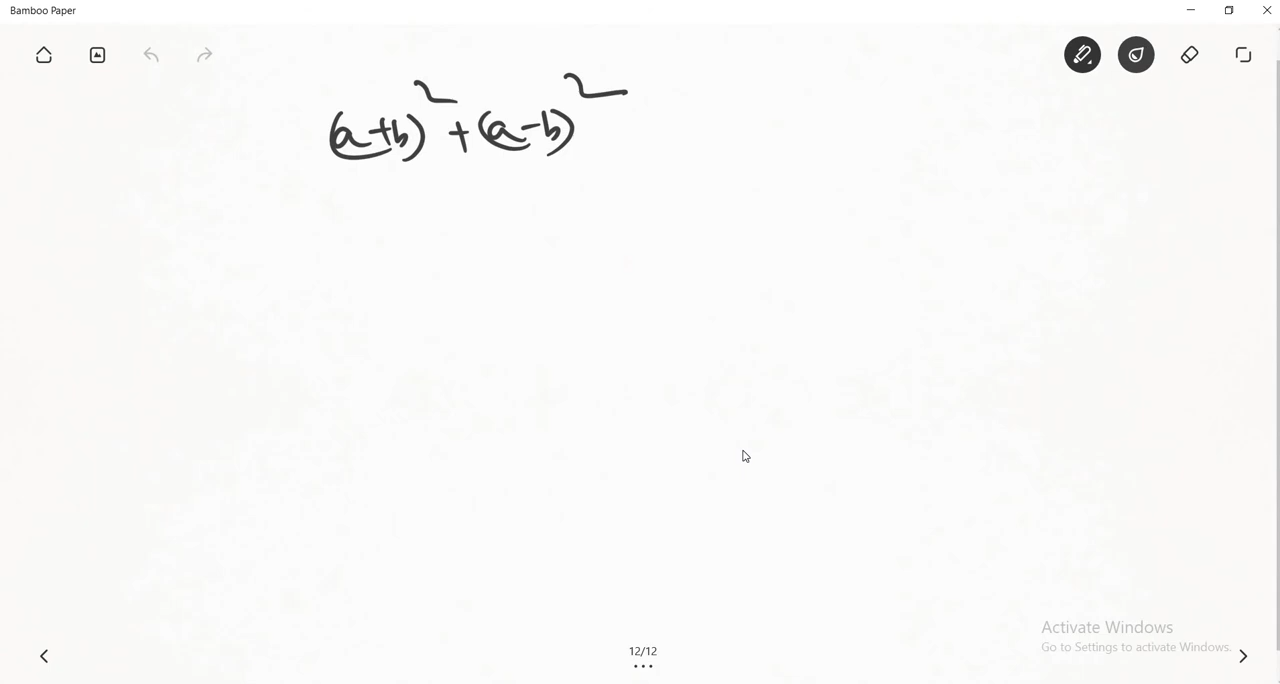 Bamboo Paper
(a+b)² + (a-b)²
12/12
Activate Windows
Go to Settings to activate Windows.